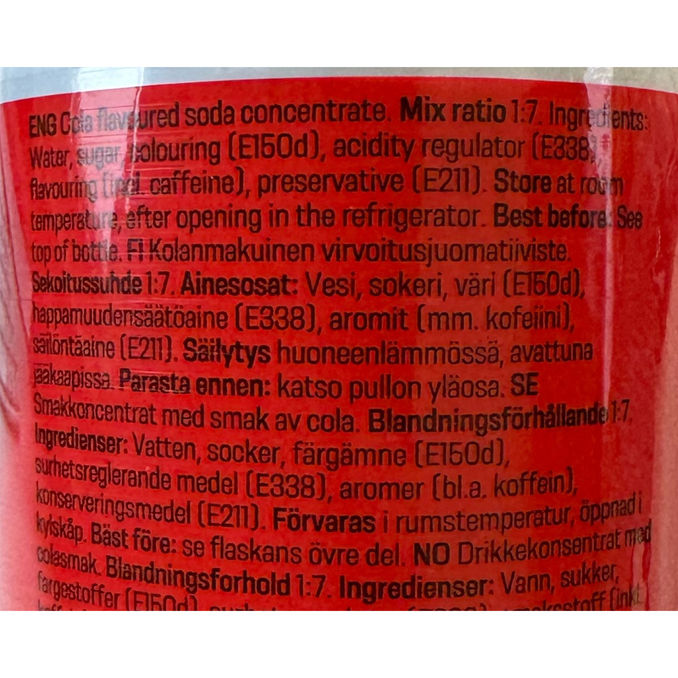 ENG Cola flavoured soda concentrate. Mix ratio 1:7. Ingredients:
Water, sugar, colouring (E150d), acidity regulator (E338),
flavouring (incl. caffeine), preservative (E211). Store at room
temperature, efter opening in the refrigerator. Best before: See
top of bottle. FI Kolanmakuinen virvoitusjuomatiiviste.
Sekoitussuhde 1:7. Ainesosat: Vesi, sokeri, väri (E150d),
happamuudensäätöaine (E338), aromit (mm. kofeiini),
säilöntäaine (E211). Säilytys huoneenlämmössä, avattuna
jääkaapissa. Parasta ennen: katso pullon yläosa. SE
Smakkoncentrat med smak av cola. Blandningsförhållande 1:7.
Ingredienser: Vatten, socker, färgämne (E150d),
surhetsreglerande medel (E338), aromer (bl.a. koffein),
konserveringsmedel (E211). Förvaras i rumstemperatur, öppnad i
kylskåp. Bäst före: se flaskans övre del. NO Drikkekonsentrat med
colasmak. Blandningsforhold 1:7. Ingredienser: Vann, sukker,
fargestoffer (E150d),